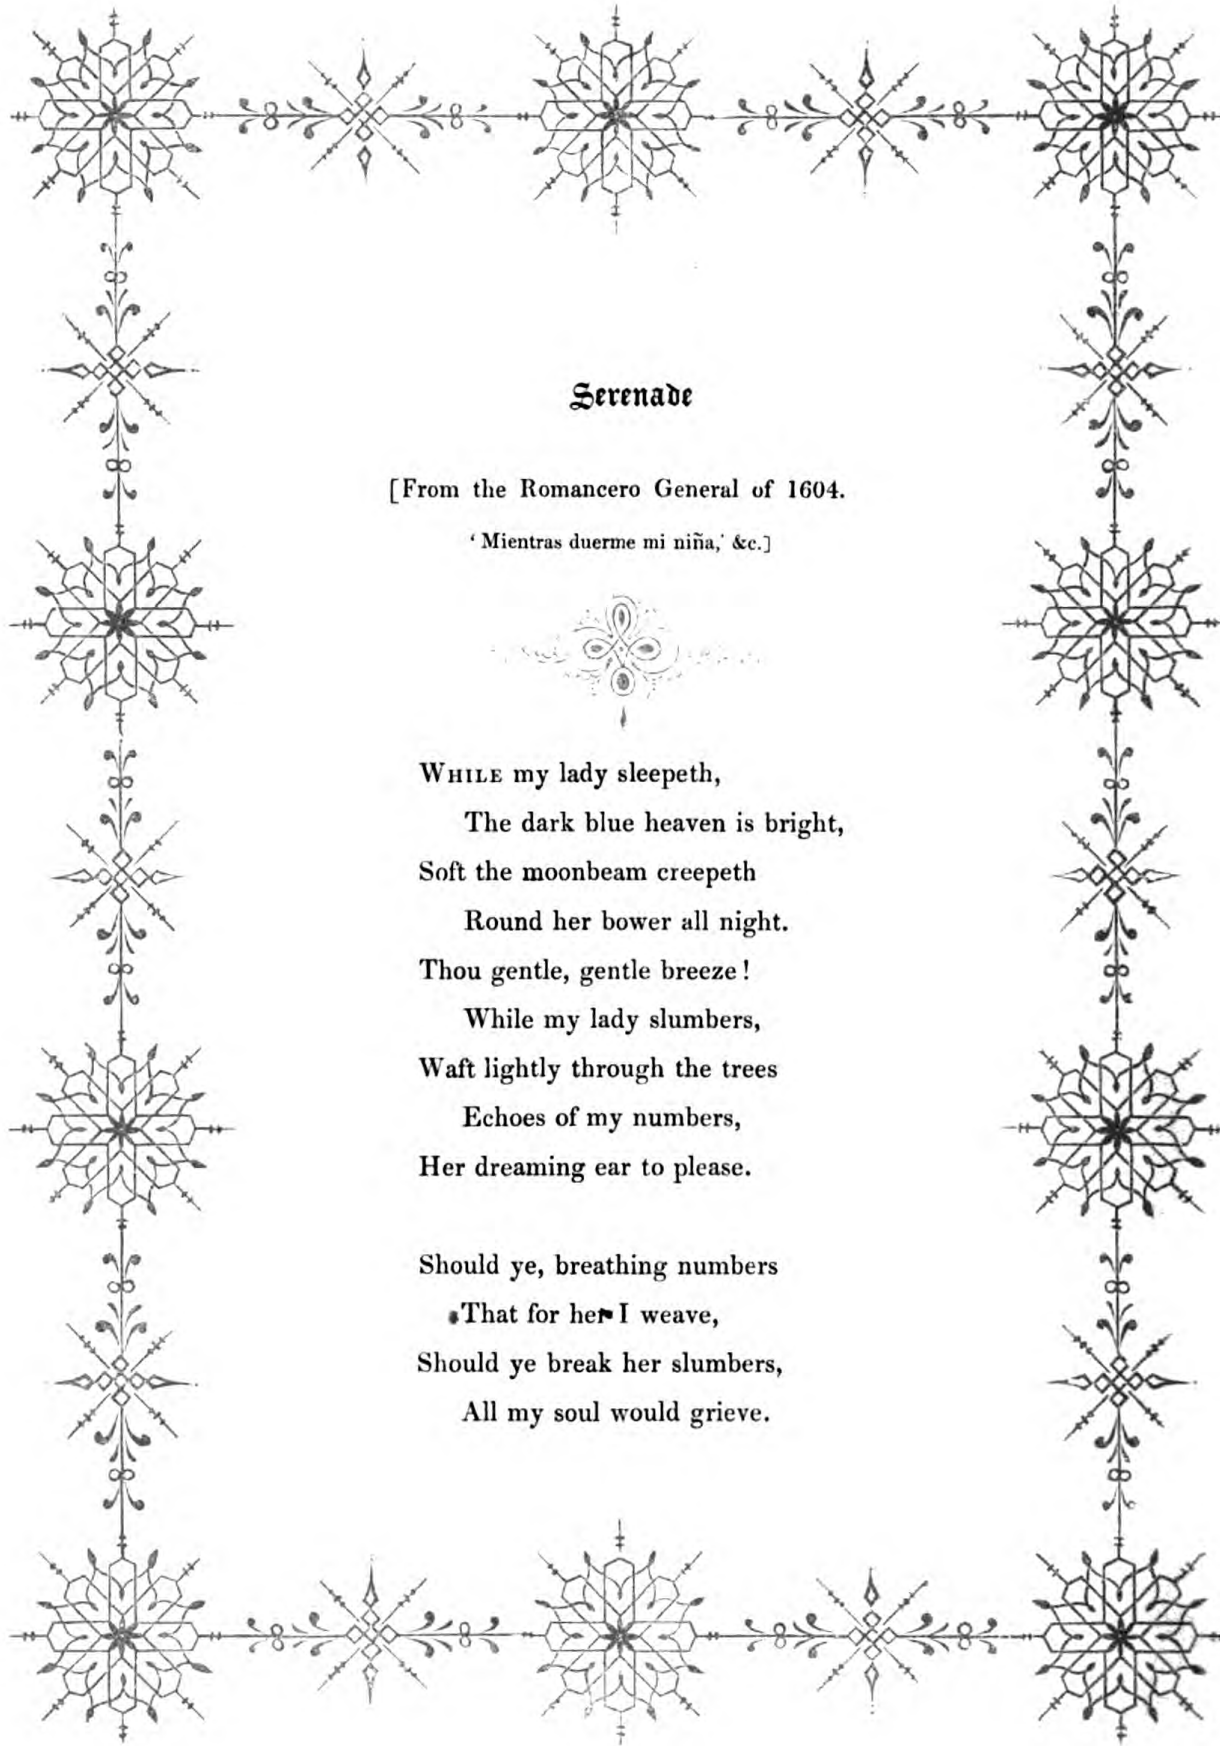 Serenade
[From the Romancero General of 1604.
‘Mientras duerme mi niña,’ &c.]
WHILE my lady sleepeth,
The dark blue heaven is bright,
Soft the moonbeam creepeth
Round her bower all night.
Thou gentle, gentle breeze!
While my lady slumbers,
Waft lightly through the trees
Echoes of my numbers,
Her dreaming ear to please.
Should ye, breathing numbers
That for her I weave,
Should ye break her slumbers,
All my soul would grieve.